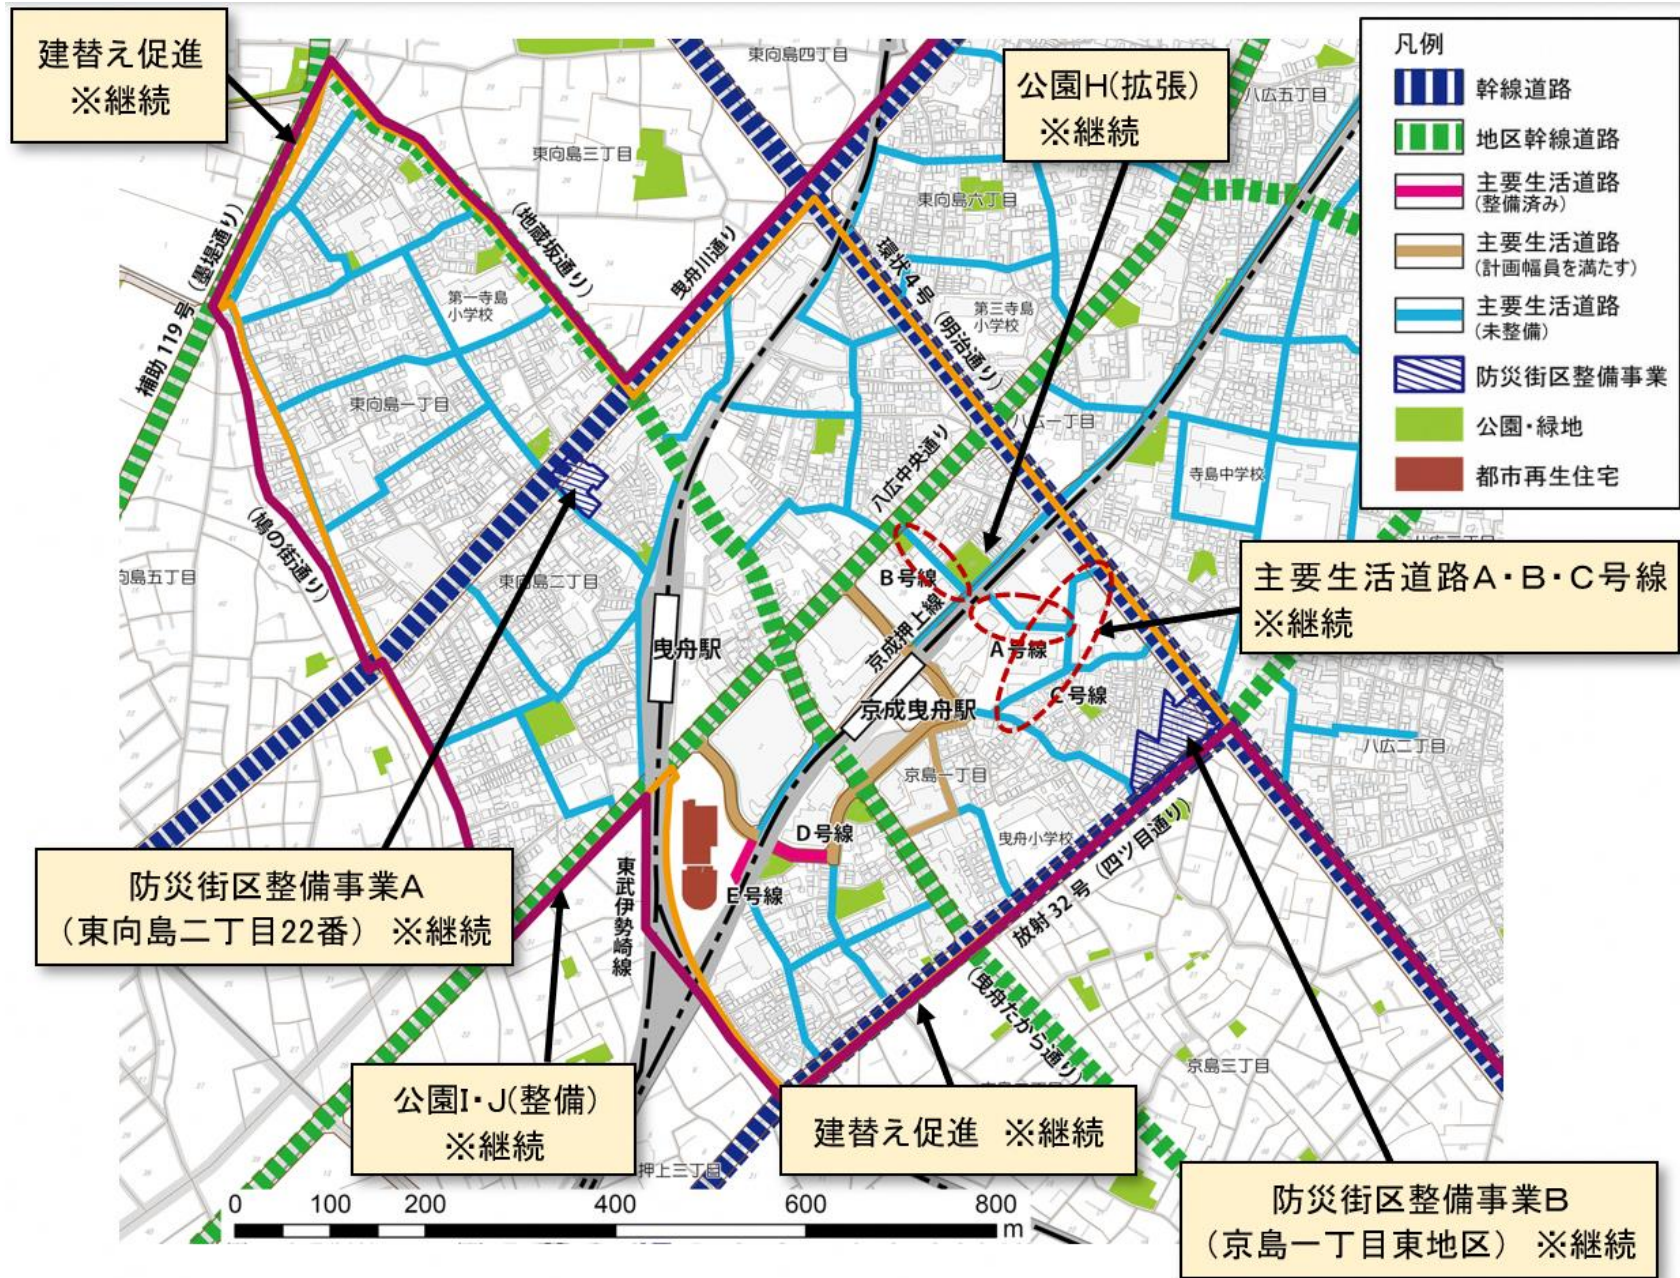 建替え促進
※継続
公園H(拡張)
※継続
凡例
幹線道路
地区幹線道路
主要生活道路
(整備済み)
主要生活道路
(計画幅員を満たす)
主要生活道路
(未整備)
防災街区整備事業
公園・緑地
都市再生住宅
東向島四丁目
八広五丁目
東向島三丁目
東向島六丁目
(地蔵坂通り)
曳舟川通り
環状4号 (明治通り)
補助119号 (墨堤通り)
第一寺島
小学校
第三寺島
小学校
東向島一丁目
八広一丁目
八広中央通り
寺島中学校
(鳩の街通り)
向島五丁目
東向島二丁目
B号線
京成押上線
A号線
C号線
主要生活道路A・B・C号線
※継続
曳舟駅
京成曳舟駅
八広二丁目
京島一丁目
D号線
曳舟小学校
E号線
東武伊勢崎線
放射32号 (四ツ目通り)
(曳舟たから通り)
防災街区整備事業A
(東向島二丁目22番) ※継続
京島三丁目
公園I・J(整備)
※継続
建替え促進 ※継続
押上三丁目
防災街区整備事業B
(京島一丁目東地区) ※継続
0 100 200 400 600 800
m